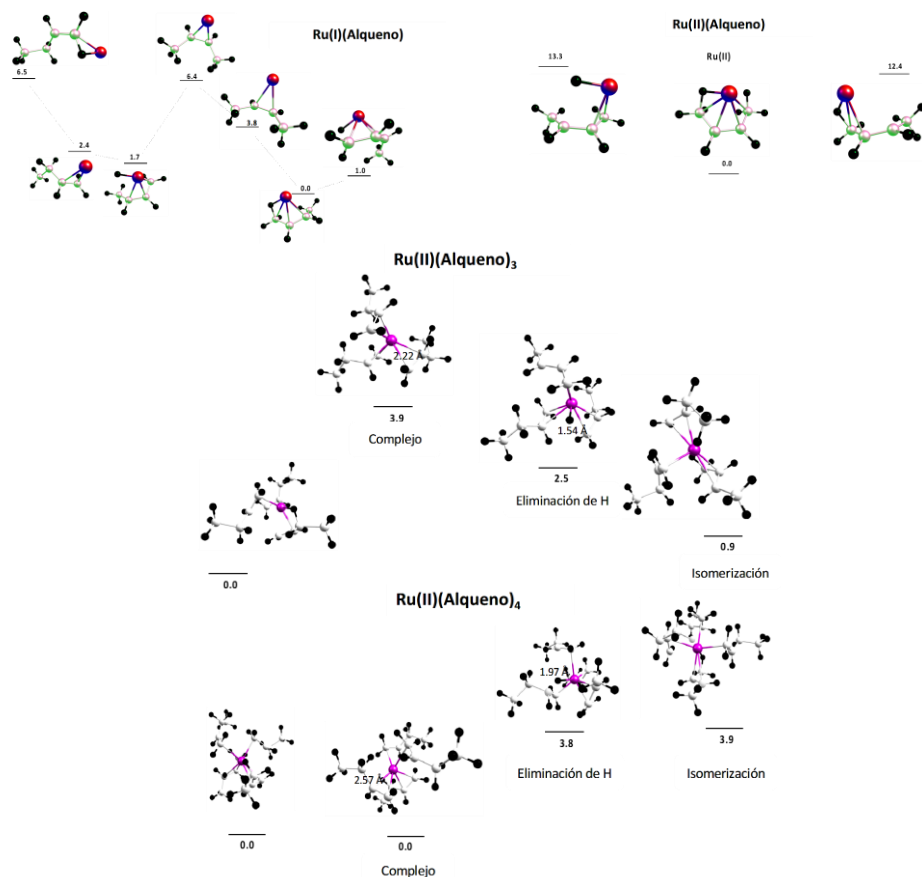 Ru(I)(Alqueno)
Ru(II)(Alqueno)
Ru(II)
6.5
6.4
13.3
12.4
3.8
2.4
1.7
0.0
1.0
0.0
Ru(II)(Alqueno)3
2.22 Å
3.9
Complejo
1.54 Å
2.5
Eliminación de H
0.9
Isomerización
0.0
Ru(II)(Alqueno)4
1.97 Å
3.8
Eliminación de H
3.9
Isomerización
2.57 Å
0.0
0.0
Complejo